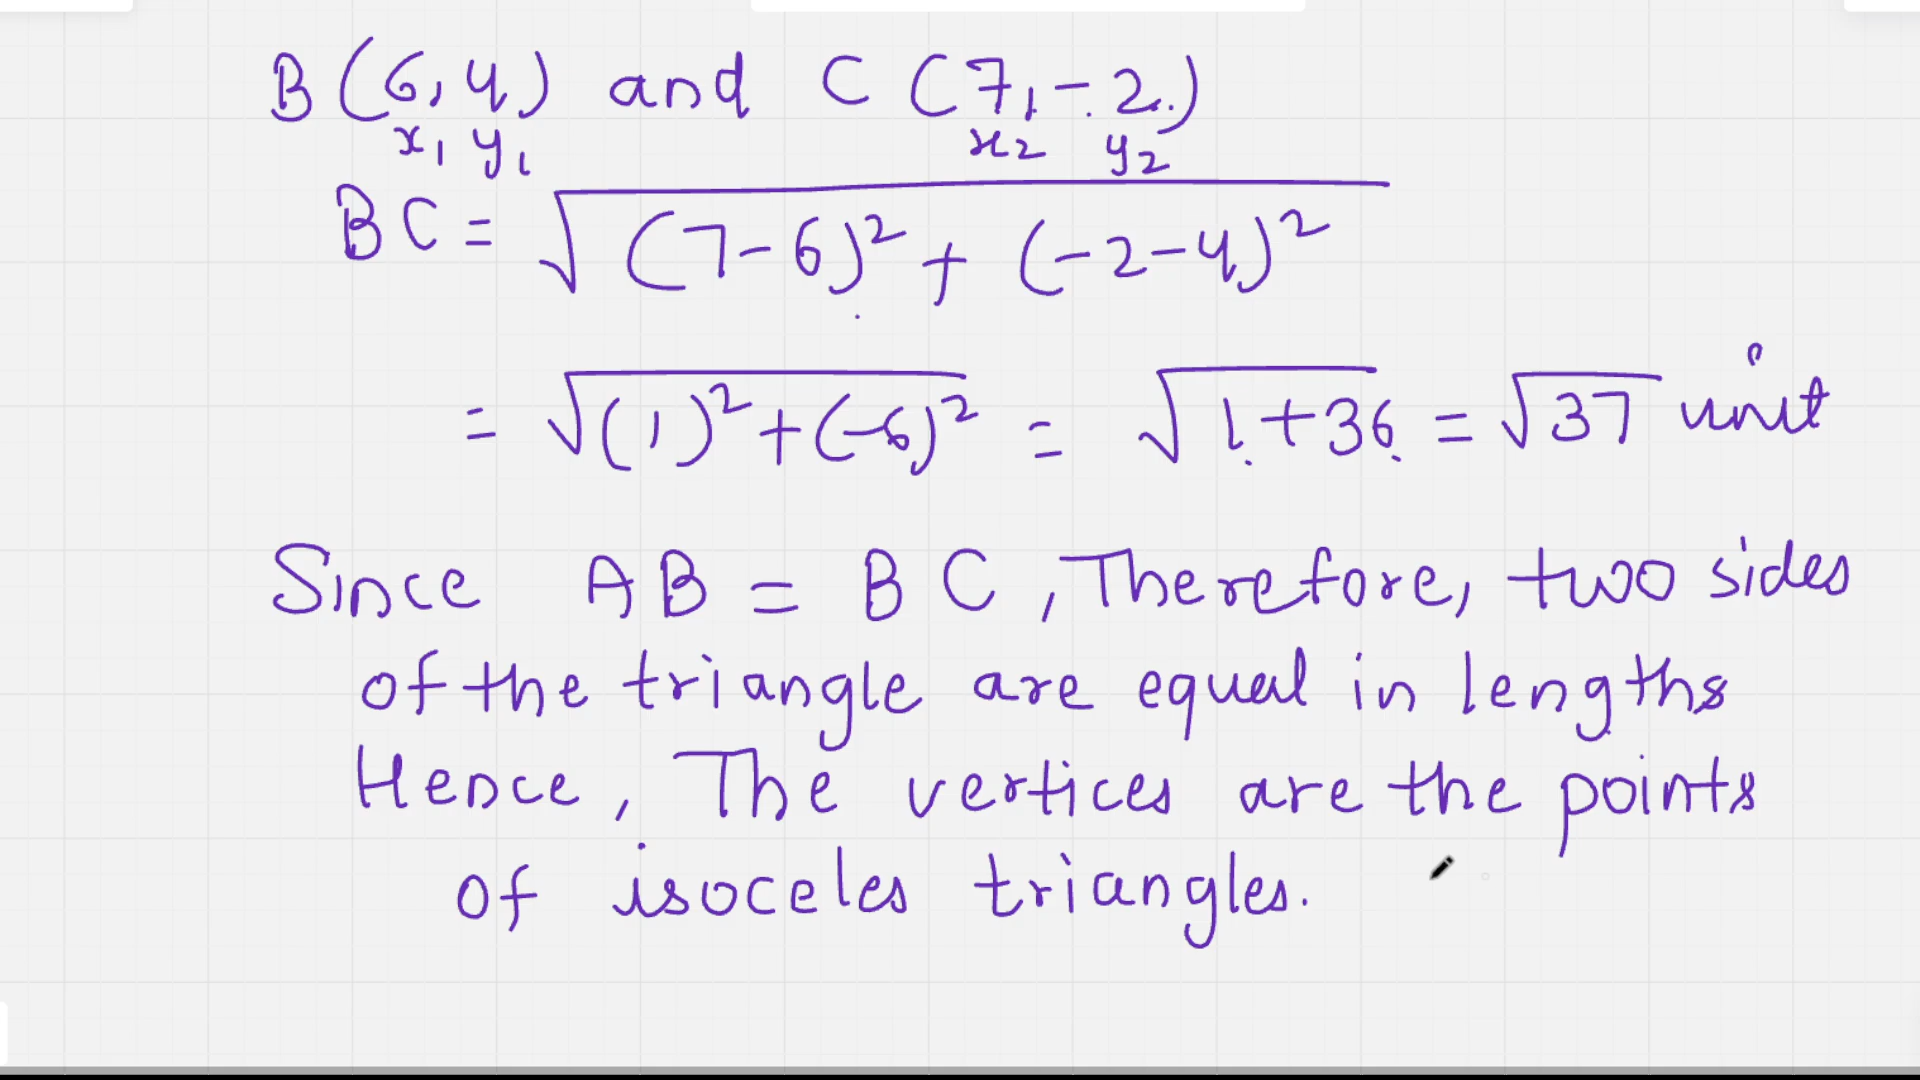 B (6, 4) and C (7, -2)
x₁ y₁ x₂ y₂
BC = √((7-6)² + (-2-4)²)
= √((1)² + (-6)²) = √(1+36) = √37 unit
Since AB = BC, Therefore, two sides
of the triangle are equal in lengths
Hence, The vertices are the points
of isoceles triangles.